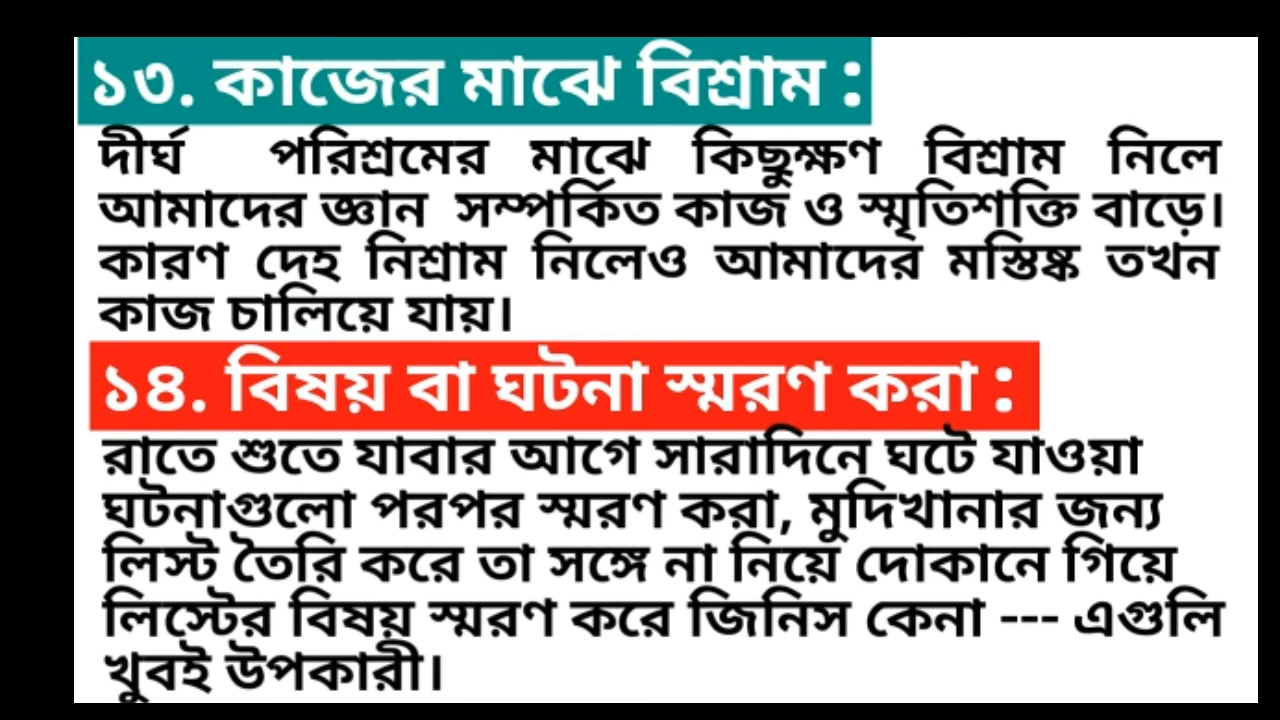 ১৩. কাজের মাঝে বিশ্রাম :
দীর্ঘ পরিশ্রমের মাঝে কিছুক্ষণ বিশ্রাম নিলে
আমাদের জ্ঞান সম্পর্কিত কাজ ও স্মৃতিশক্তি বাড়ে।
কারণ দেহ নিশ্রাম নিলেও আমাদের মস্তিষ্ক তখন
কাজ চালিয়ে যায়।
১৪. বিষয় বা ঘটনা স্মরণ করা :
রাতে শুতে যাবার আগে সারাদিনে ঘটে যাওয়া
ঘটনাগুলো পরপর স্মরণ করা, মুদিখানার জন্য
লিস্ট তৈরি করে তা সঙ্গে না নিয়ে দোকানে গিয়ে
লিস্টের বিষয় স্মরণ করে জিনিস কেনা --- এগুলি
খুবই উপকারী।